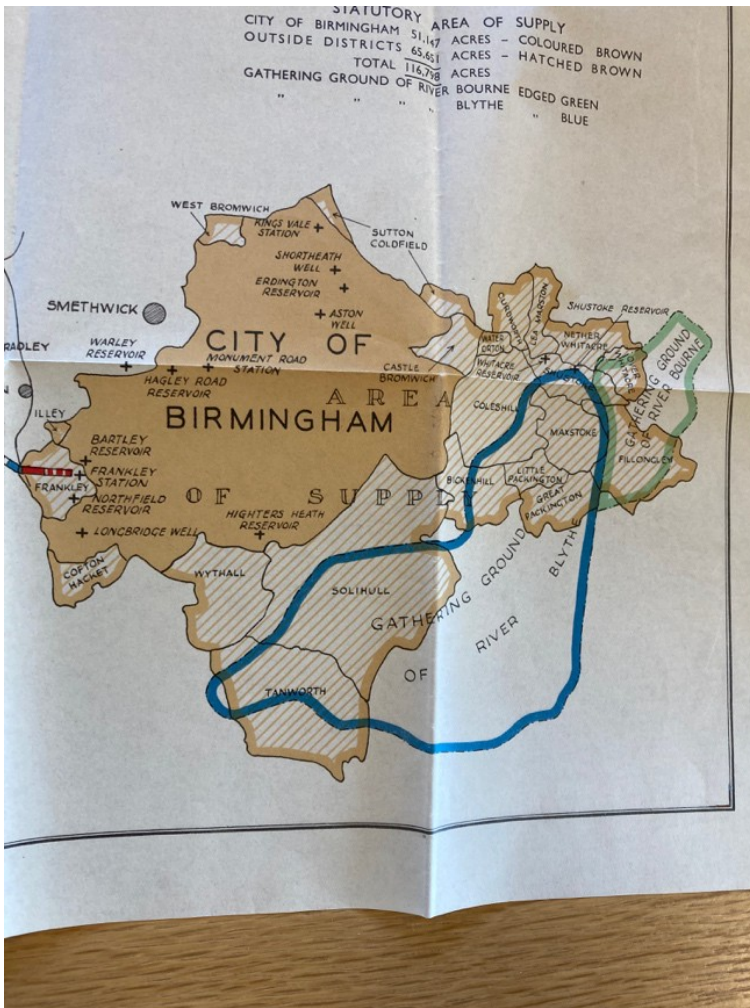 STATUTORY AREA OF SUPPLY
CITY OF BIRMINGHAM 51,147 ACRES - COLOURED BROWN
OUTSIDE DISTRICTS 65,651 ACRES - HATCHED BROWN
TOTAL 116,798 ACRES
GATHERING GROUND OF RIVER BOURNE EDGED GREEN
" " " " BLYTHE " BLUE
WEST BROMWICH
KINGS VALE
STATION
SUTTON
COLDFIELD
SHORTHEATH
WELL
ERDINGTON
RESERVOIR
SMETHWICK
ASTON
WELL
CURDWORTH
LEA MARSTON
SHUSTOKE RESERVOIR
RADLEY
WARLEY
RESERVOIR
CITY OF
MONUMENT ROAD
STATION
WATER
ORTON
NETHER
WHITACRE
OVER
WHITACRE
WHITACRE
RESERVOIR
CASTLE
BROMWICH
HAGLEY ROAD
RESERVOIR
GATHERING GROUND
OF RIVER BOURNE
AREA
COLESHILL
ILLEY
BIRMINGHAM
MAXSTOKE
BARTLEY
RESERVOIR
FILLONGLEY
FRANKLEY
STATION
FRANKLEY
BICKENHILL
LITTLE
PACKINGTON
GREAT
PACKINGTON
NORTHFIELD
RESERVOIR
OF SUPPLY
HIGHTERS HEATH
RESERVOIR
LONGBRIDGE WELL
COFTON
HACKET
WYTHALL
SOLIHULL
GATHERING GROUND
OF
RIVER
BLYTHE
TANWORTH